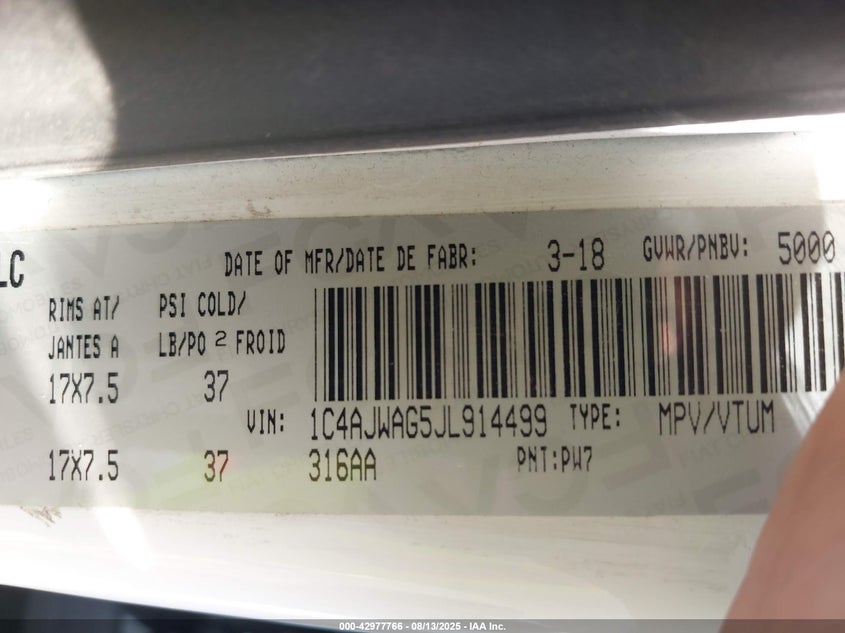 LC
DATE OF MFR/DATE DE FABR: 3-18 GVWR/PNBV: 5000
RIMS AT/ PSI COLD/
JANTES A LB/PO 2 FROID
17X7.5 37
VIN: 1C4AJWAG5JL914499 TYPE: MPV/VTUM
17X7.5 37 316AA PNT:PW7
000-42977766 - 08/13/2025 - IAA Inc.